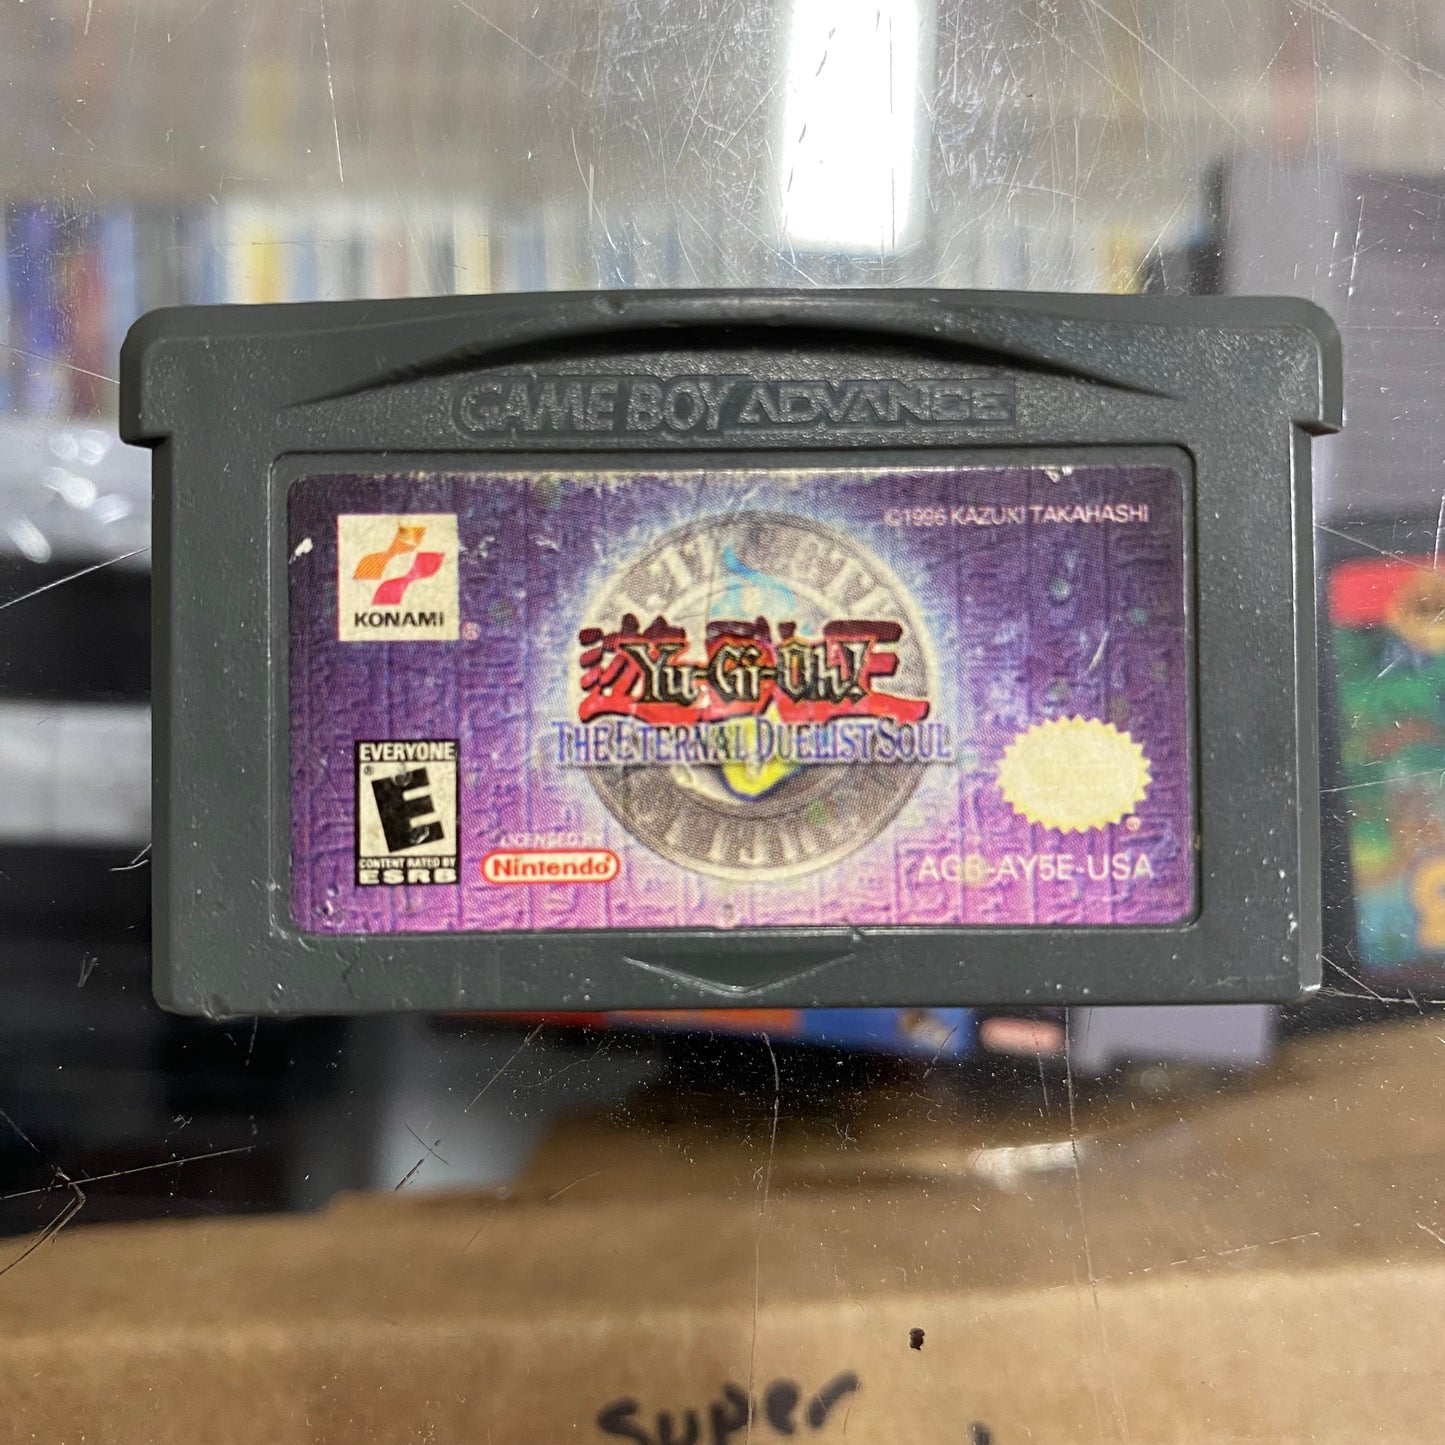 GAME BOY ADVANCE
©1996 KAZUKI TAKAHASHI
KONAMI
®
Yu-Gi-Oh!
THE ETERNAL DUELIST SOUL
EVERYONE
E
®
CONTENT RATED BY
ESRB
LICENSED BY
Nintendo®
AGB-AY5E-USA
super